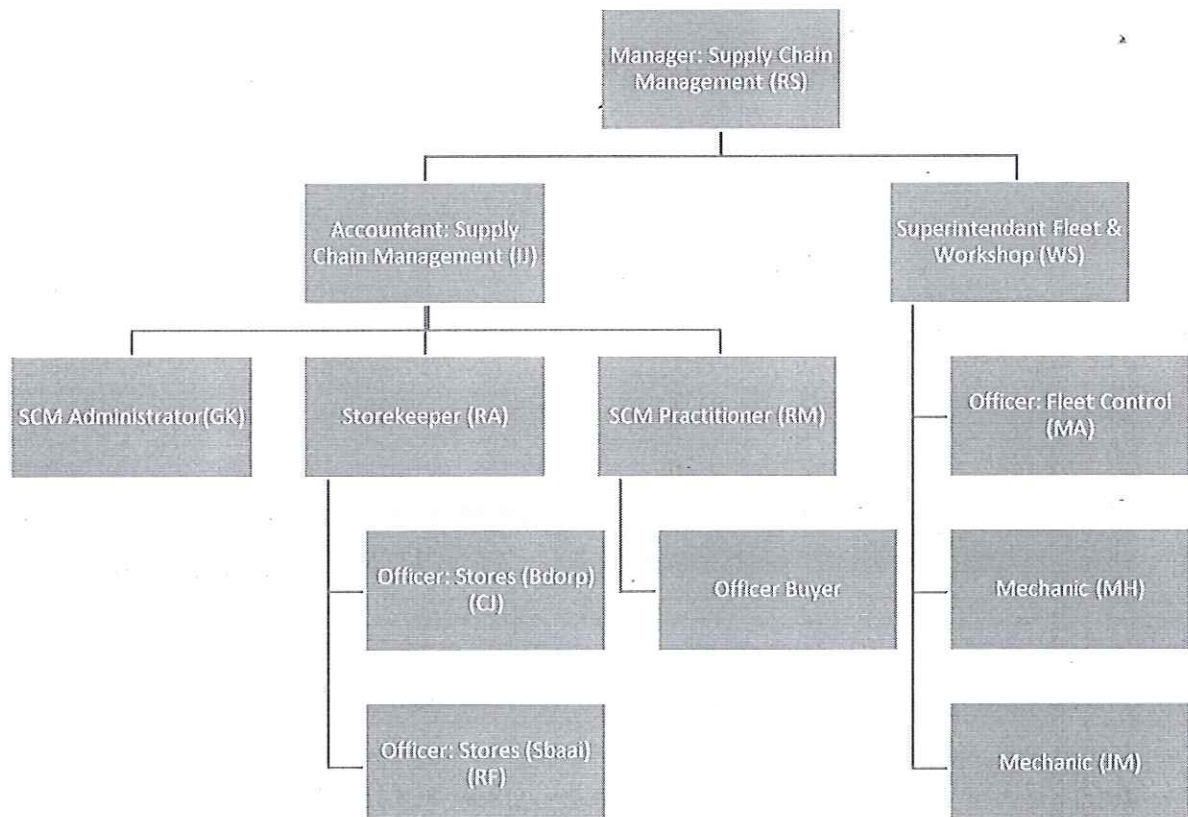 Manager: Supply Chain
Management (RS)
Accountant: Supply
Chain Management (IJ)
Superintendant Fleet &
Workshop (WS)
SCM Administrator(GK)
Storekeeper (RA)
SCM Practitioner (RM)
Officer: Fleet Control
(MA)
Officer: Stores (Bdorp)
(CJ)
Officer Buyer
Mechanic (MH)
Officer: Stores (Sbaai)
(RF)
Mechanic (JM)